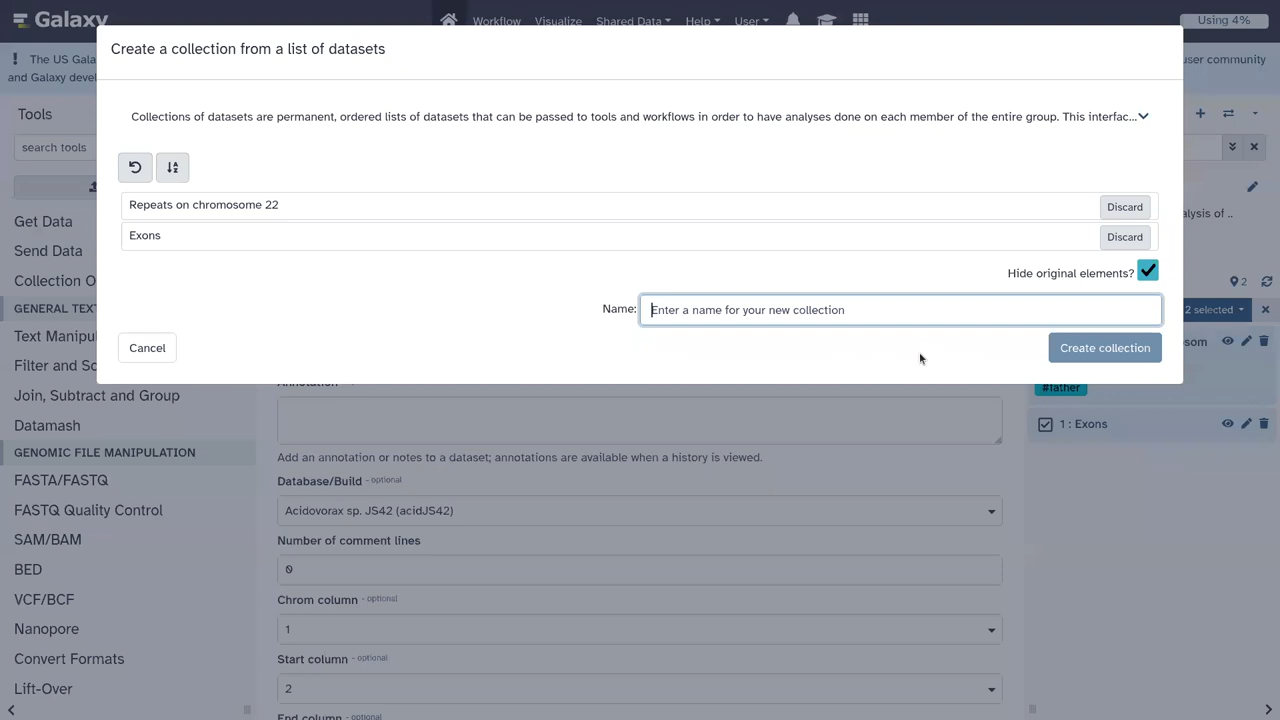 Galaxy
Workflow
Visualize
Shared Data
Help
User
Using 4%
The US Gala
user community
and Galaxy devel
Create a collection from a list of datasets
Collections of datasets are permanent, ordered lists of datasets that can be passed to tools and workflows in order to have analyses done on each member of the entire group. This interfac...
Repeats on chromosome 22
Discard
Exons
Discard
Hide original elements?
Name:
Enter a name for your new collection
Cancel
Create collection
Tools
search tools
Get Data
Send Data
Collection O
GENERAL TEXT
Text Manipul
Filter and So
Join, Subtract and Group
Datamash
GENOMIC FILE MANIPULATION
FASTA/FASTQ
FASTQ Quality Control
SAM/BAM
BED
VCF/BCF
Nanopore
Convert Formats
Lift-Over
Add an annotation or notes to a dataset; annotations are available when a history is viewed.
Database/Build - optional
Acidovorax sp. JS42 (acidJS42)
Number of comment lines
0
Chrom column - optional
1
Start column - optional
2
End column - optional
alysis of ..
2
2 selected
som
#father
1 : Exons